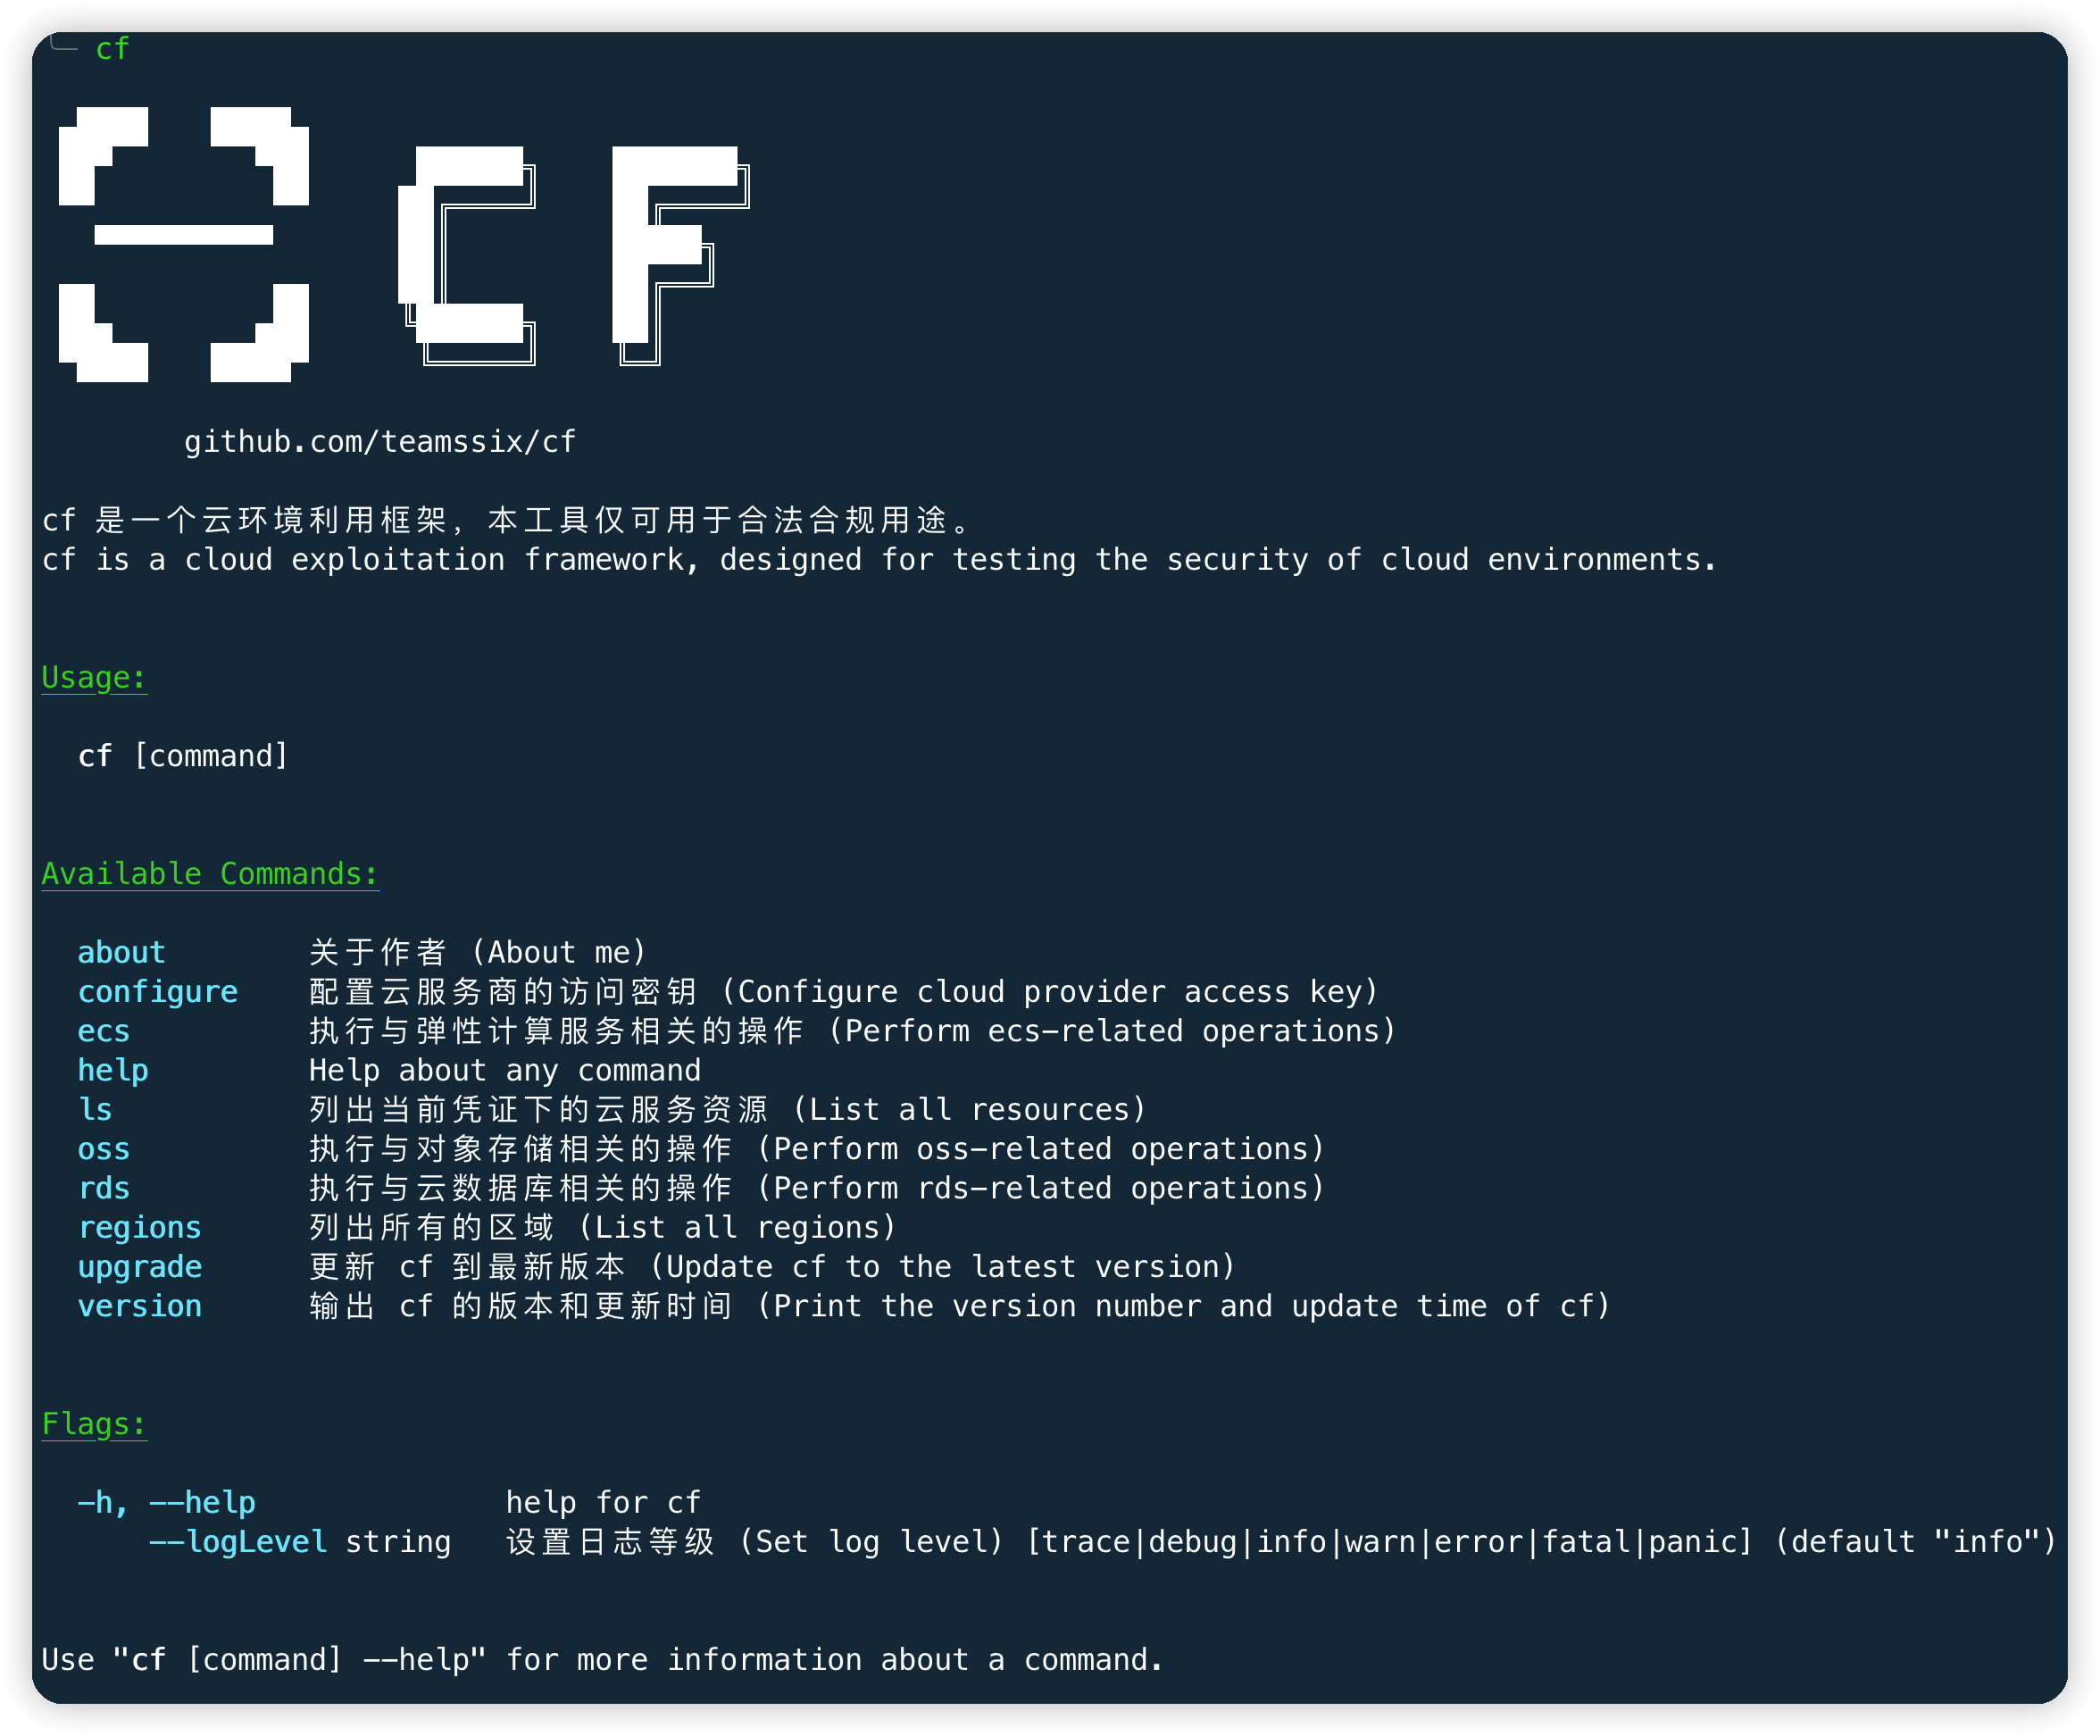 cf
CF
github.com/teamssix/cf
cf 是一个云环境利用框架，本工具仅可用于合法合规用途。
cf is a cloud exploitation framework, designed for testing the security of cloud environments.
Usage:
cf [command]
Available Commands:
about 关于作者 (About me)
configure 配置云服务商的访问密钥 (Configure cloud provider access key)
ecs 执行与弹性计算服务相关的操作 (Perform ecs-related operations)
help Help about any command
ls 列出当前凭证下的云服务资源 (List all resources)
oss 执行与对象存储相关的操作 (Perform oss-related operations)
rds 执行与云数据库相关的操作 (Perform rds-related operations)
regions 列出所有的区域 (List all regions)
upgrade 更新 cf 到最新版本 (Update cf to the latest version)
version 输出 cf 的版本和更新时间 (Print the version number and update time of cf)
Flags:
-h, --help help for cf
--logLevel string 设置日志等级 (Set log level) [trace|debug|info|warn|error|fatal|panic] (default "info")
Use "cf [command] --help" for more information about a command.